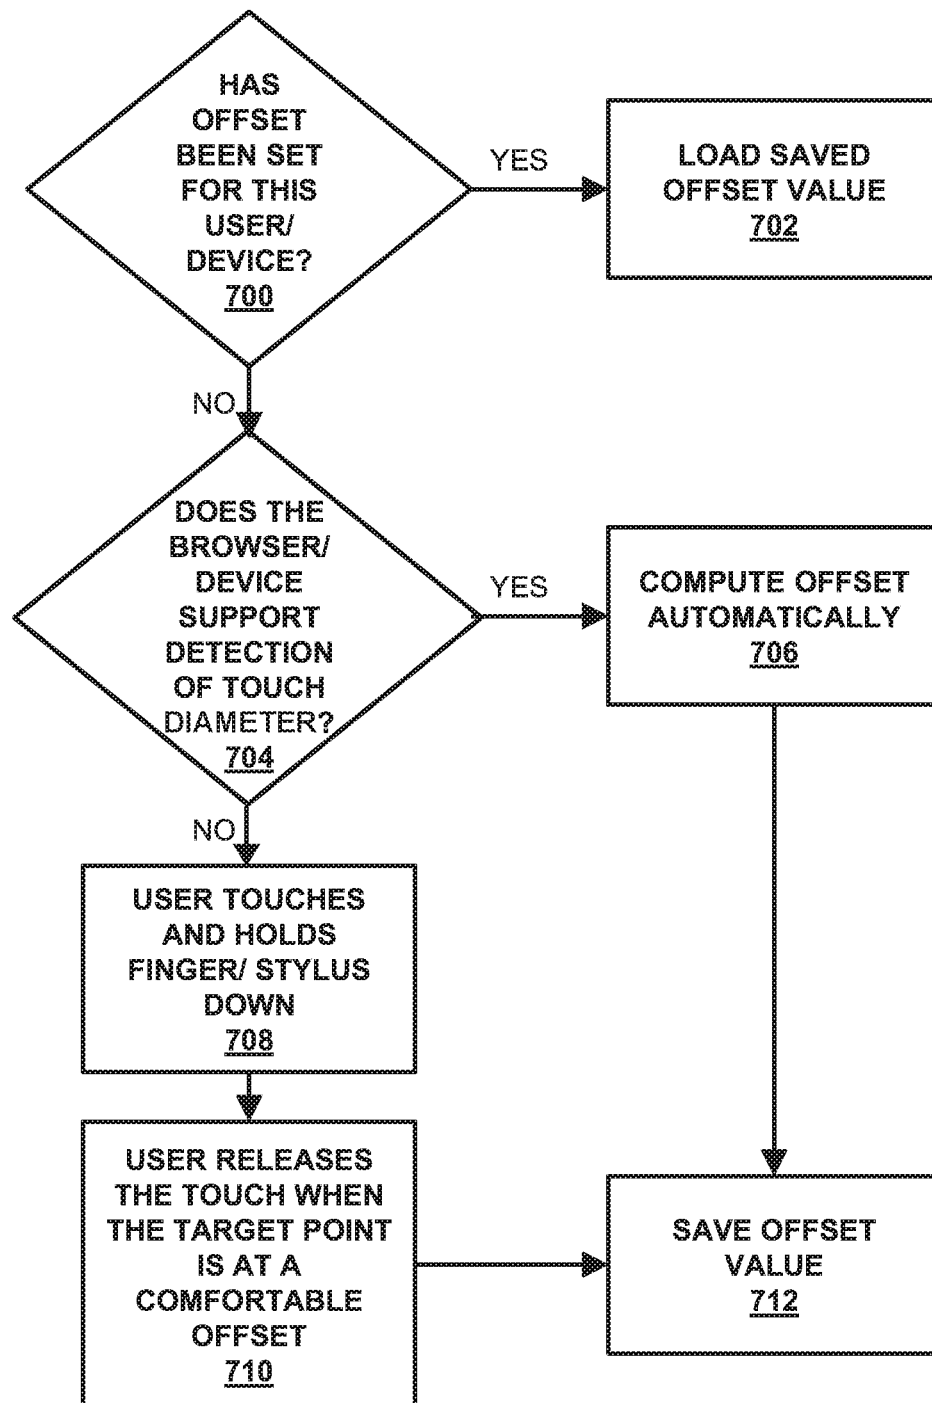 HAS
OFFSET
BEEN SET
FOR THIS
USER/
DEVICE?
700
YES
LOAD SAVED
OFFSET VALUE
702
NO
DOES THE
BROWSER/
DEVICE
SUPPORT
DETECTION
OF TOUCH
DIAMETER?
704
YES
COMPUTE OFFSET
AUTOMATICALLY
706
NO
USER TOUCHES
AND HOLDS
FINGER/ STYLUS
DOWN
708
USER RELEASES
THE TOUCH WHEN
THE TARGET POINT
IS AT A
COMFORTABLE
OFFSET
710
SAVE OFFSET
VALUE
712